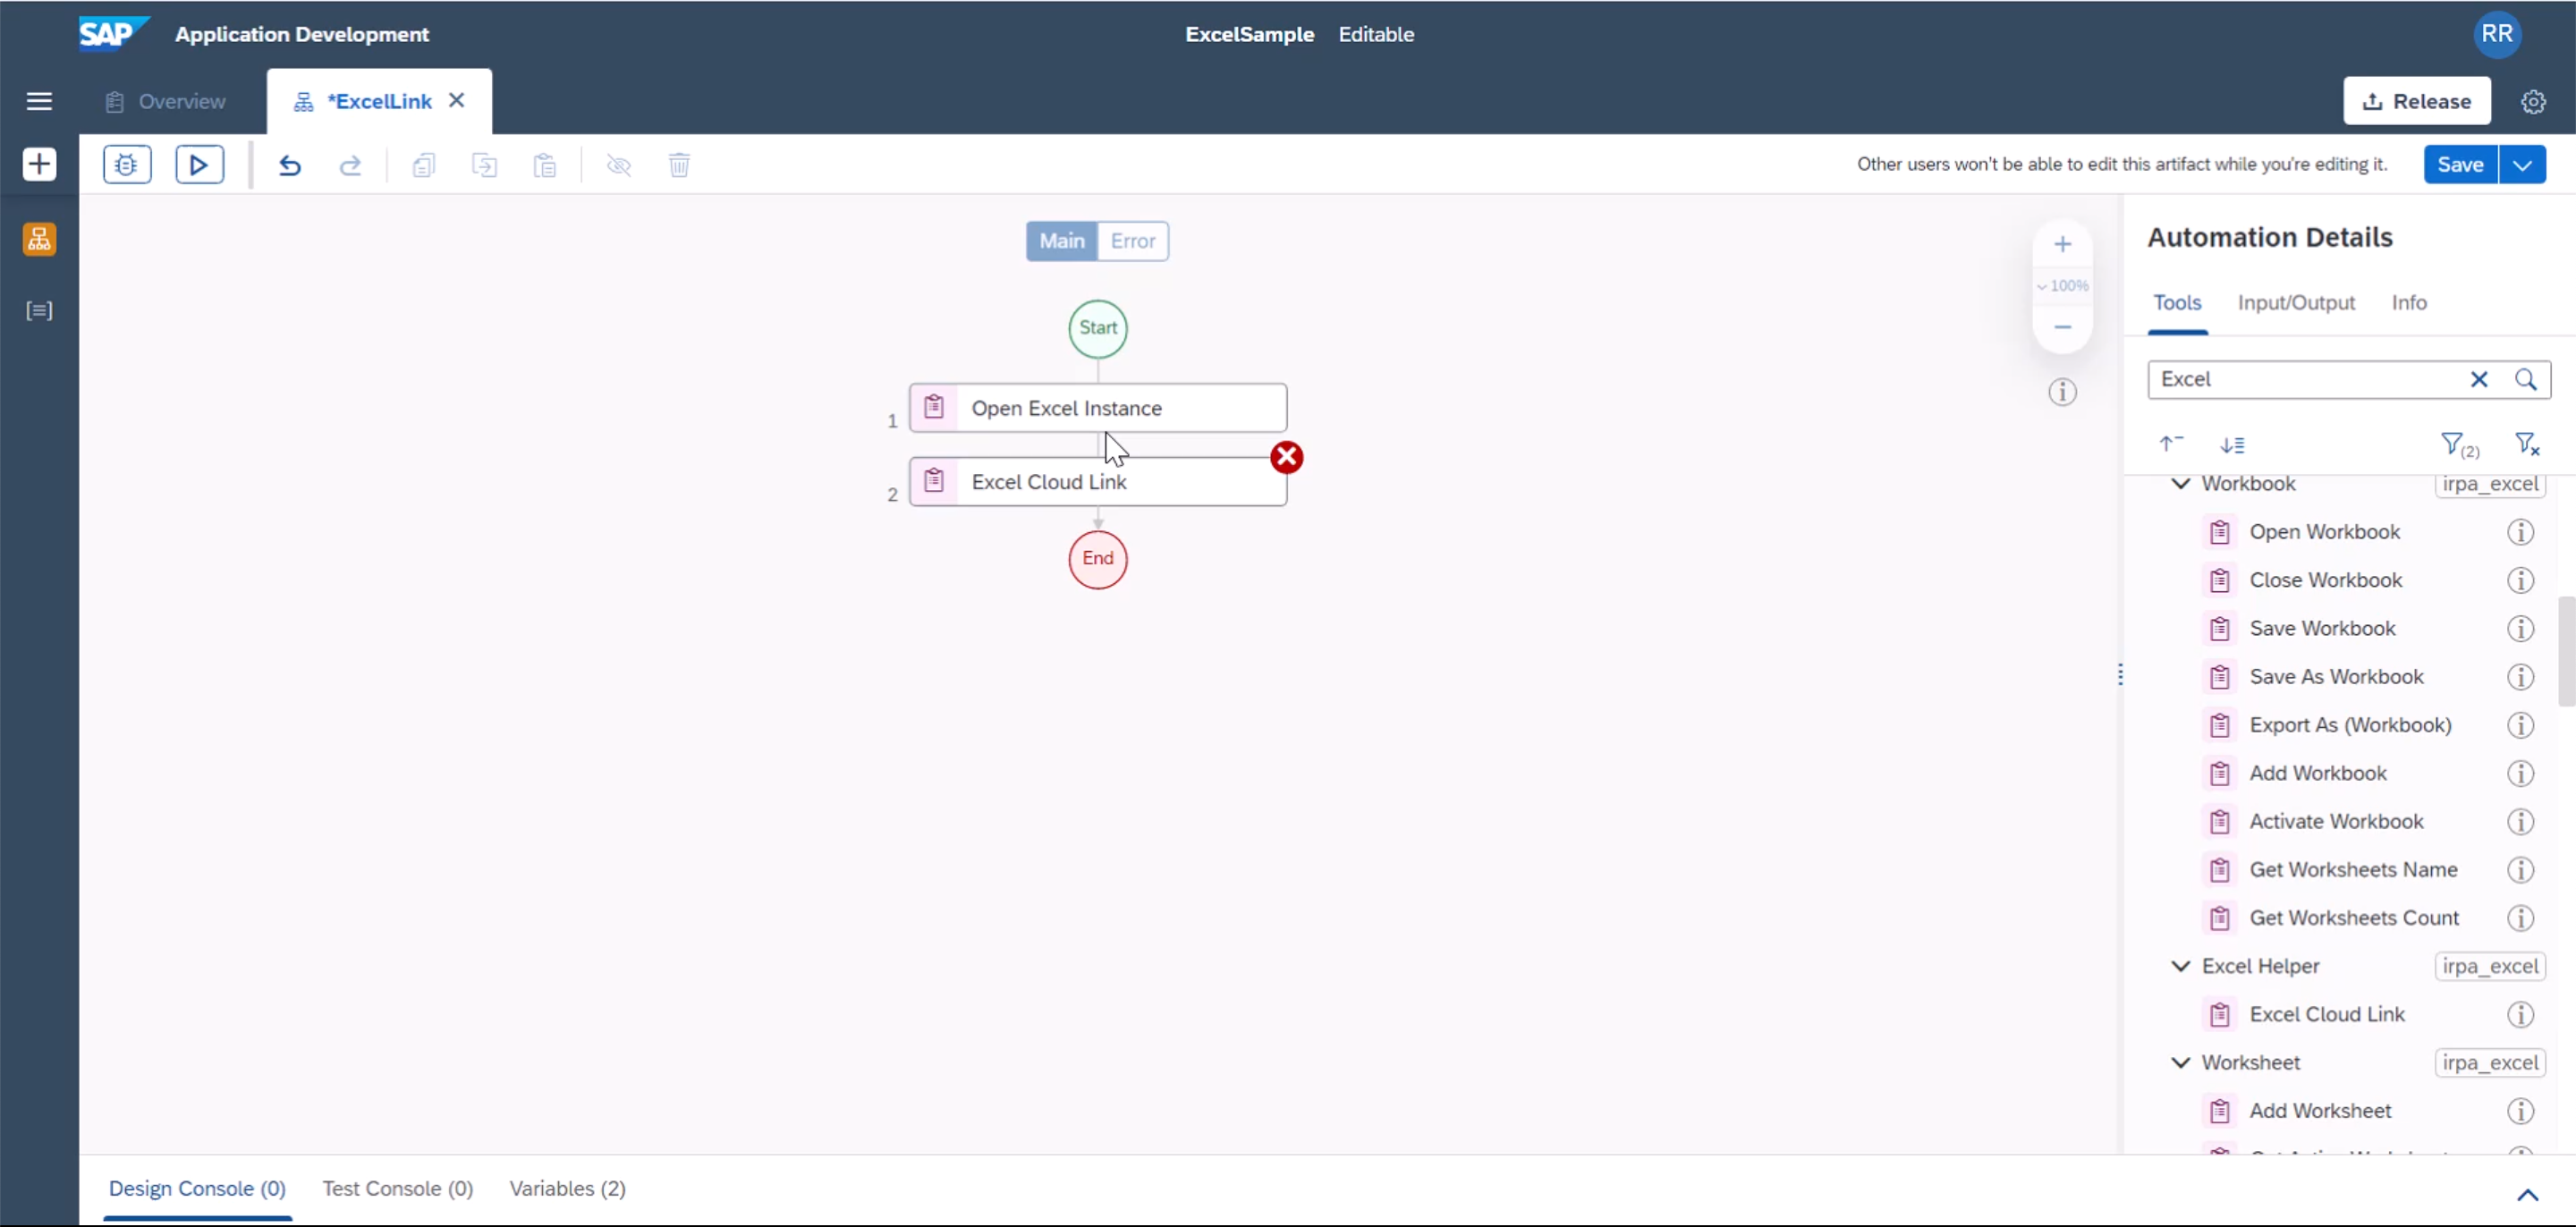 SAP Application Development
ExcelSample Editable
RR
Overview
*ExcelLink
Release
Other users won't be able to edit this artifact while you're editing it.
Save
Main
Error
Start
1
Open Excel Instance
2
Excel Cloud Link
End
100%
Automation Details
Tools
Input/Output
Info
Excel
(2)
Workbook irpa_excel
Open Workbook
Close Workbook
Save Workbook
Save As Workbook
Export As (Workbook)
Add Workbook
Activate Workbook
Get Worksheets Name
Get Worksheets Count
Excel Helper irpa_excel
Excel Cloud Link
Worksheet irpa_excel
Add Worksheet
Design Console (0)
Test Console (0)
Variables (2)